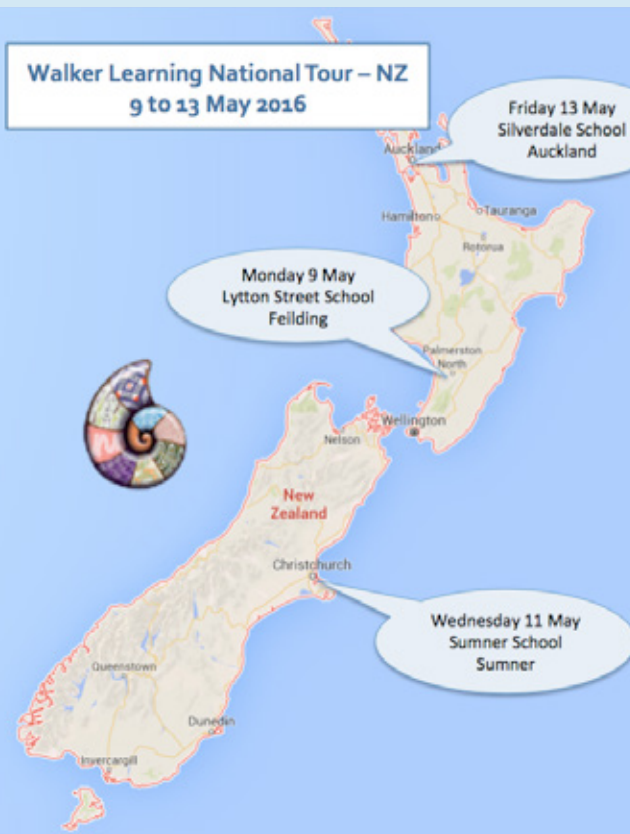 Walker Learning National Tour – NZ
9 to 13 May 2016
Friday 13 May
Silverdale School
Auckland
Auckland
Hamilton
Tauranga
Rotorua
Monday 9 May
Lytton Street School
Feilding
Palmerston
North
Wellington
Nelson
New
Zealand
Christchurch
Wednesday 11 May
Sumner School
Sumner
Queenstown
Dunedin
Invercargill